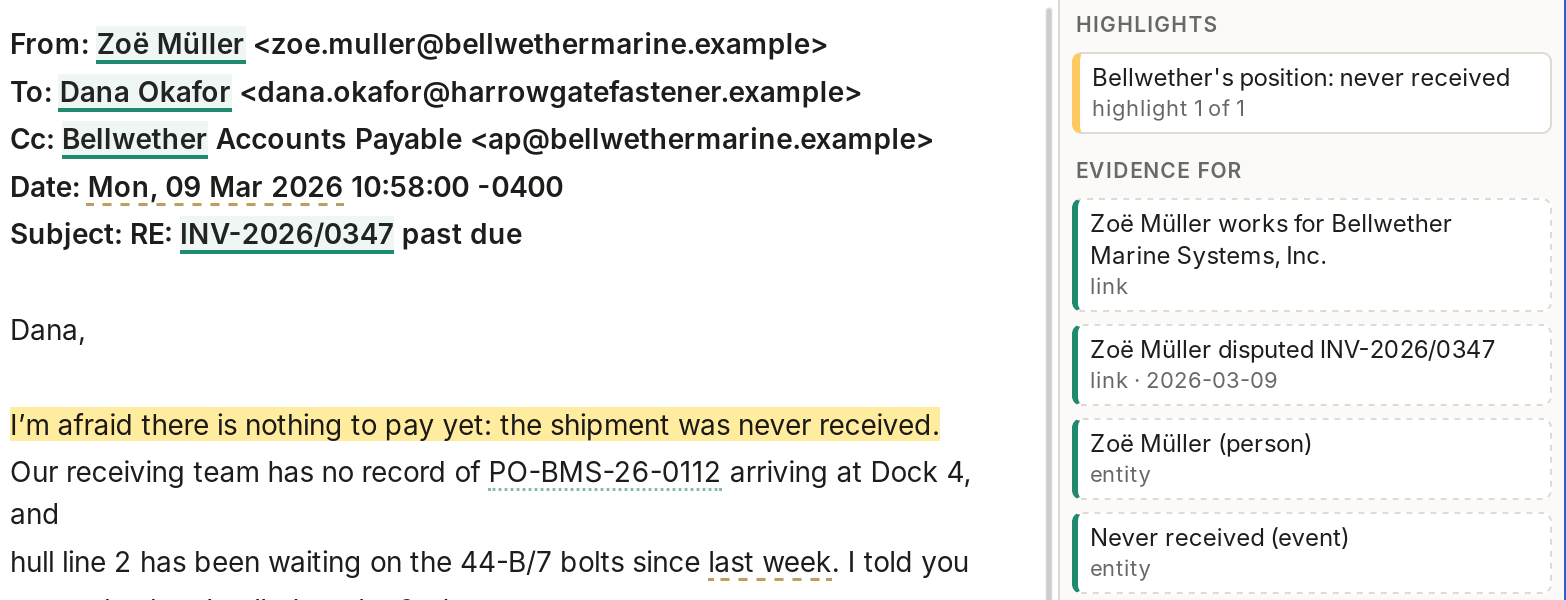 From: Zoë Müller <zoe.muller@bellwethermarine.example>
To: Dana Okafor <dana.okafor@harrowgatefastener.example>
Cc: Bellwether Accounts Payable <ap@bellwethermarine.example>
Date: Mon, 09 Mar 2026 10:58:00 -0400
Subject: RE: INV-2026/0347 past due
Dana,
I’m afraid there is nothing to pay yet: the shipment was never received.
Our receiving team has no record of PO-BMS-26-0112 arriving at Dock 4,
and
hull line 2 has been waiting on the 44-B/7 bolts since last week. I told you
HIGHLIGHTS
Bellwether's position: never received
highlight 1 of 1
EVIDENCE FOR
Zoë Müller works for Bellwether
Marine Systems, Inc.
link
Zoë Müller disputed INV-2026/0347
link · 2026-03-09
Zoë Müller (person)
entity
Never received (event)
entity